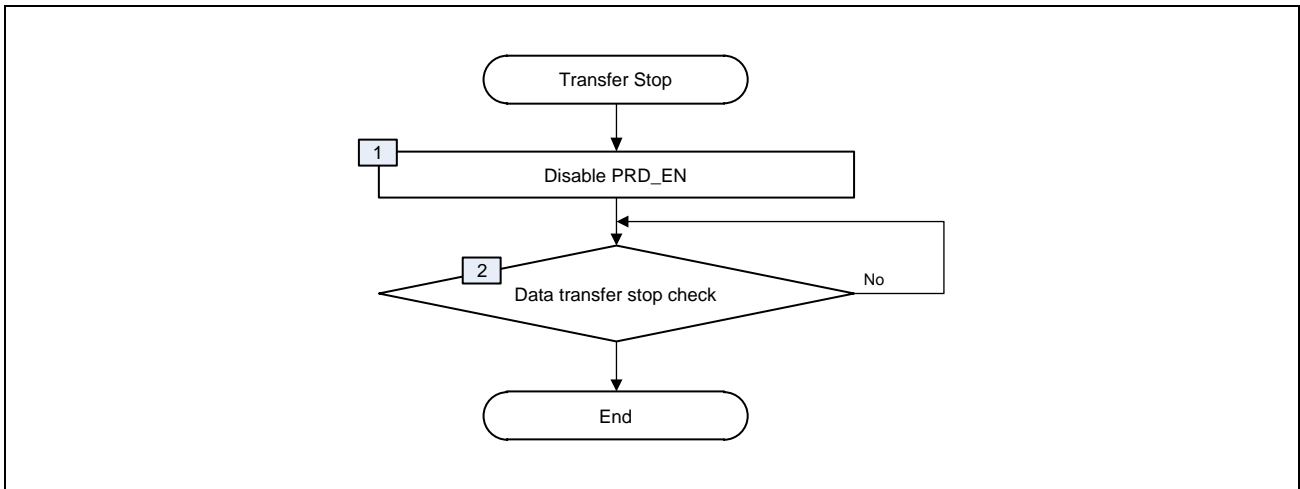 Transfer Stop
1
Disable PRD_EN
2
Data transfer stop check
No
End